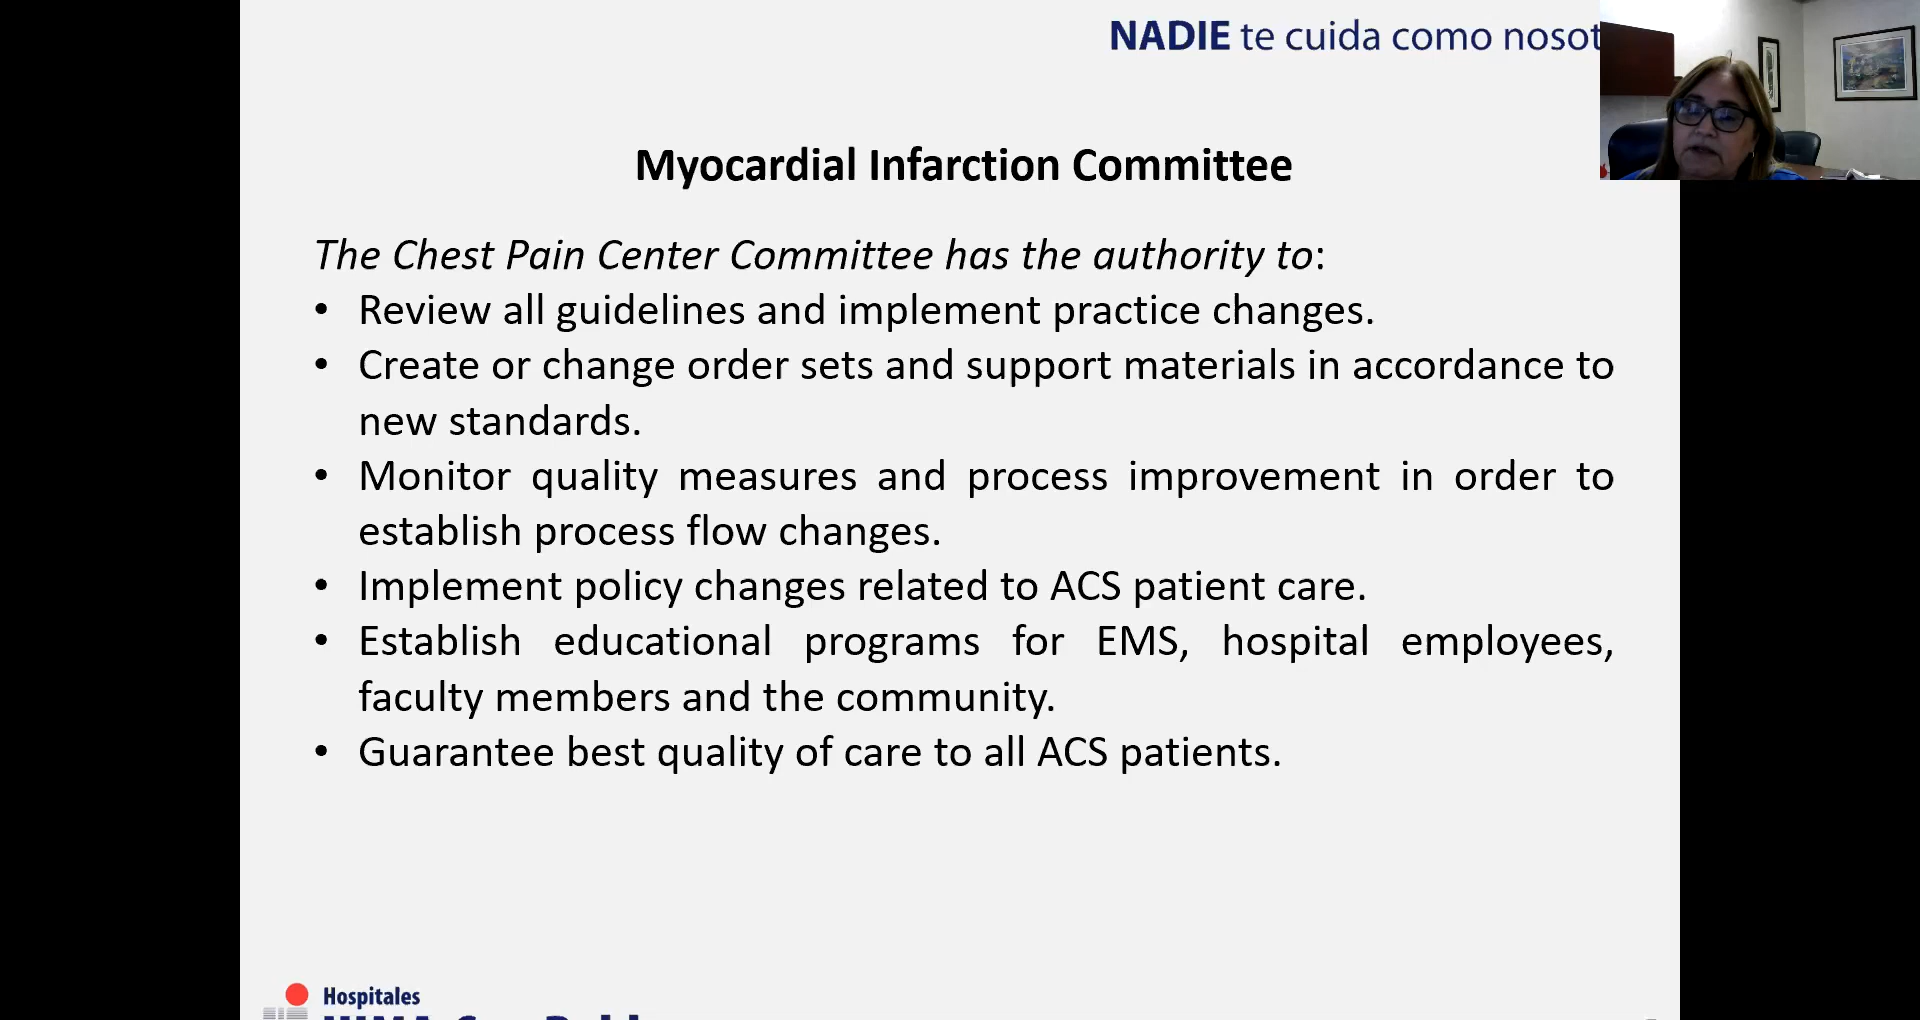 NADIE te cuida como nosot
Myocardial Infarction Committee
The Chest Pain Center Committee has the authority to:
• Review all guidelines and implement practice changes.
• Create or change order sets and support materials in accordance to
new standards.
• Monitor quality measures and process improvement in order to
establish process flow changes.
• Implement policy changes related to ACS patient care.
• Establish educational programs for EMS, hospital employees,
faculty members and the community.
• Guarantee best quality of care to all ACS patients.
Hospitales